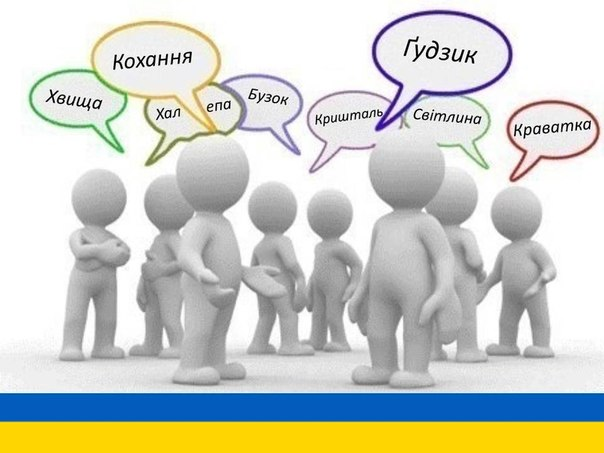 Кохання
Ґудзик
Хвища
Хал епа
Бузок
Кришталь
Світлина
Краватка